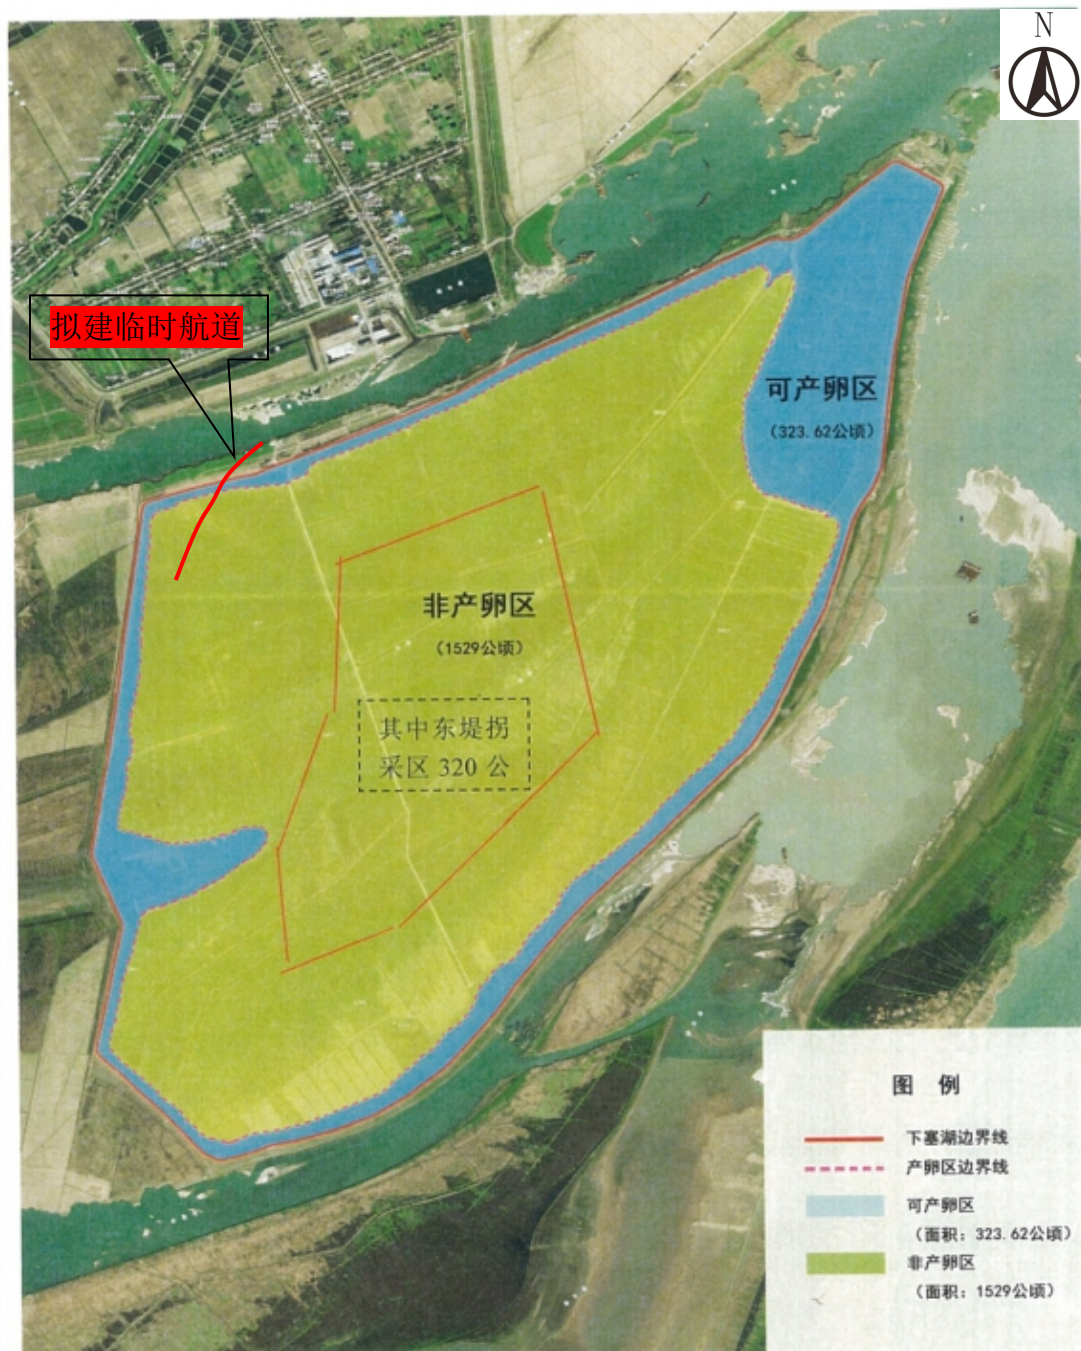 N
拟建临时航道
可产卵区
(323.62公顷)
非产卵区
(1529公顷)
其中东堤拐
采区 320 公
图 例
下塞湖边界线
产卵区边界线
可产卵区
(面积: 323.62公顷)
非产卵区
(面积: 1529公顷)